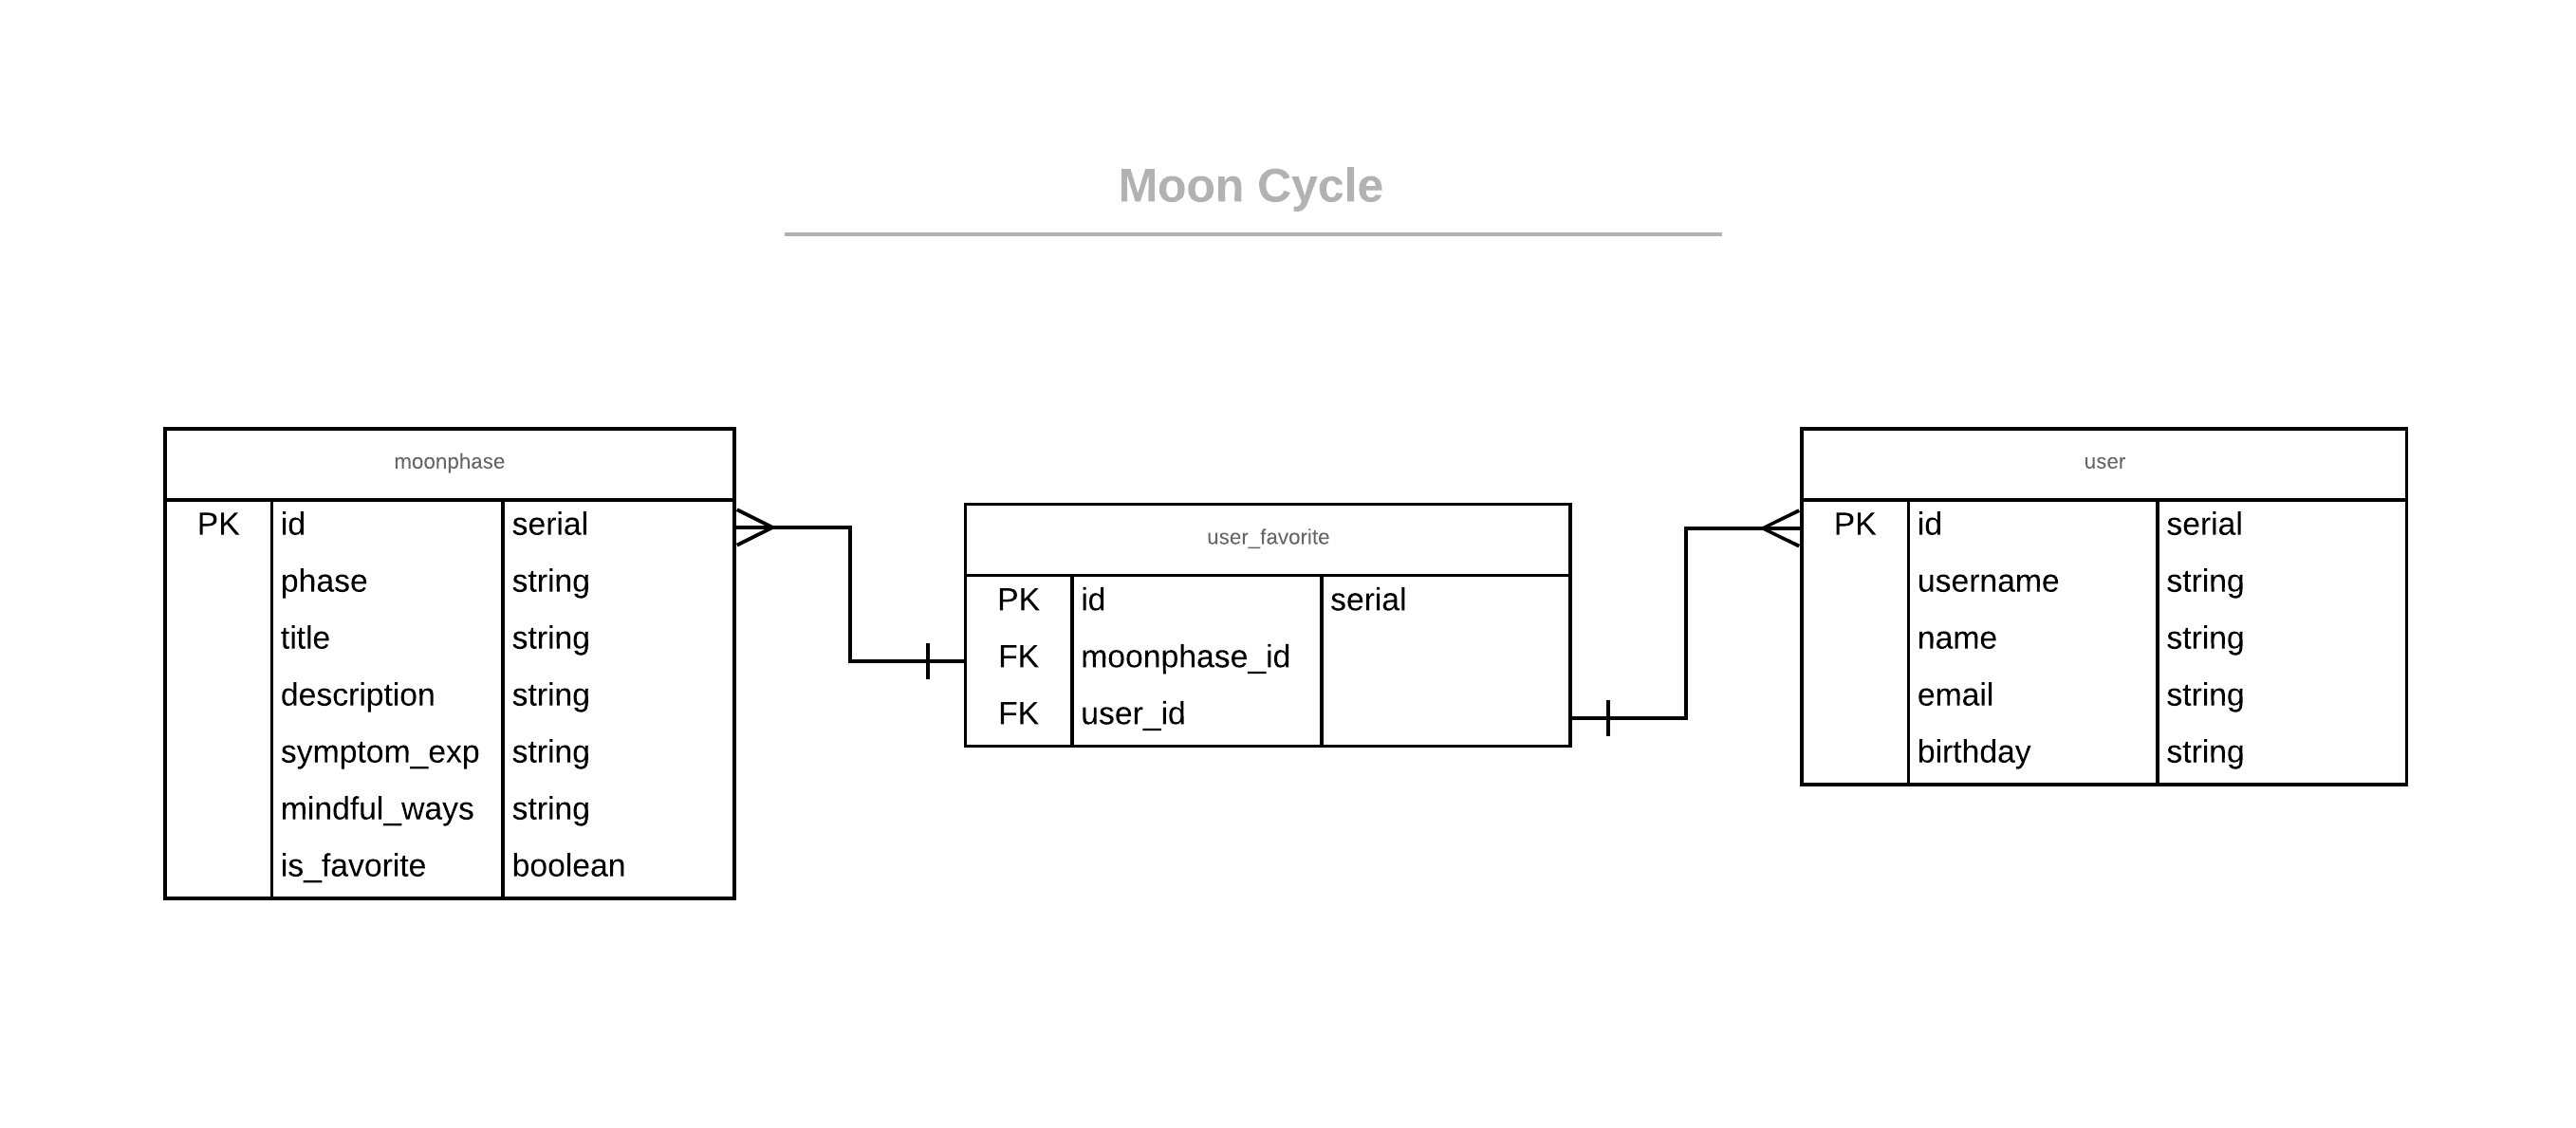 Moon Cycle
moonphase
PK id serial
phase string
title string
description string
symptom_exp string
mindful_ways string
is_favorite boolean
user_favorite
PK id serial
FK moonphase_id
FK user_id
user
PK id serial
username string
name string
email string
birthday string